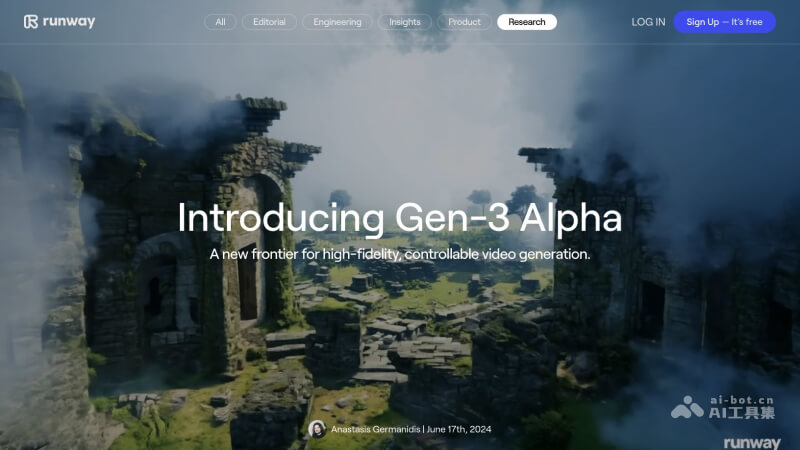 runway
All
Editorial
Engineering
Insights
Product
Research
LOG IN
Sign Up — It's free
Introducing Gen-3 Alpha
A new frontier for high-fidelity, controllable video generation.
Anastasis Germanidis | June 17th, 2024
ai-bot.cn
AI工具集
runway